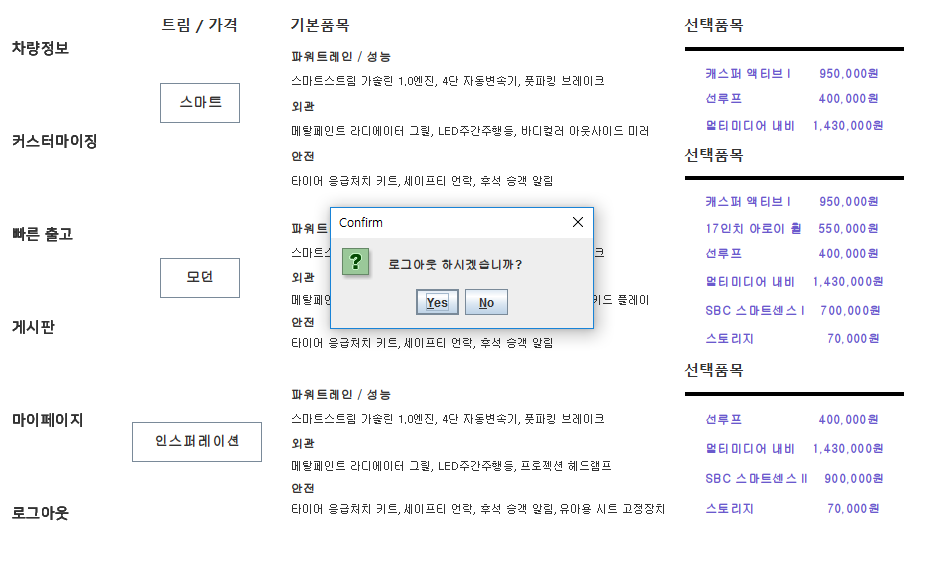 차량정보
커스터마이징
빠른 출고
게시판
마이페이지
로그아웃
트림 / 가격
기본품목
선택품목
스마트
파워트레인 / 성능
스마트스트림 가솔린 1.0엔진, 4단 자동변속기, 풋파킹 브레이크
외관
메탈페인트 라디에이터 그릴, LED주간주행등, 바디컬러 아웃사이드 미러
안전
타이어 응급처치 키트, 세이프티 언락, 후석 승객 알림
캐스퍼 액티브 I 950,000원
선루프 400,000원
멀티미디어 내비 1,430,000원
모던
파워트
스마트스 크
외관
메탈페인 키드 플레이
안전
타이어 응급처치 키트, 세이프티 언락, 후석 승객 알림
선택품목
캐스퍼 액티브 I 950,000원
17인치 아로이 휠 550,000원
선루프 400,000원
멀티미디어 내비 1,430,000원
SBC 스마트센스 I 700,000원
스토리지 70,000원
Confirm
?
로그아웃 하시겠습니까?
Yes No
인스퍼레이션
파워트레인 / 성능
스마트스트림 가솔린 1.0엔진, 4단 자동변속기, 풋파킹 브레이크
외관
메탈페인트 라디에이터 그릴, LED주간주행등, 프로젝션 헤드램프
안전
타이어 응급처치 키트, 세이프티 언락, 후석 승객 알림, 유아용 시트 고정장치
선택품목
선루프 400,000원
멀티미디어 내비 1,430,000원
SBC 스마트센스 II 900,000원
스토리지 70,000원